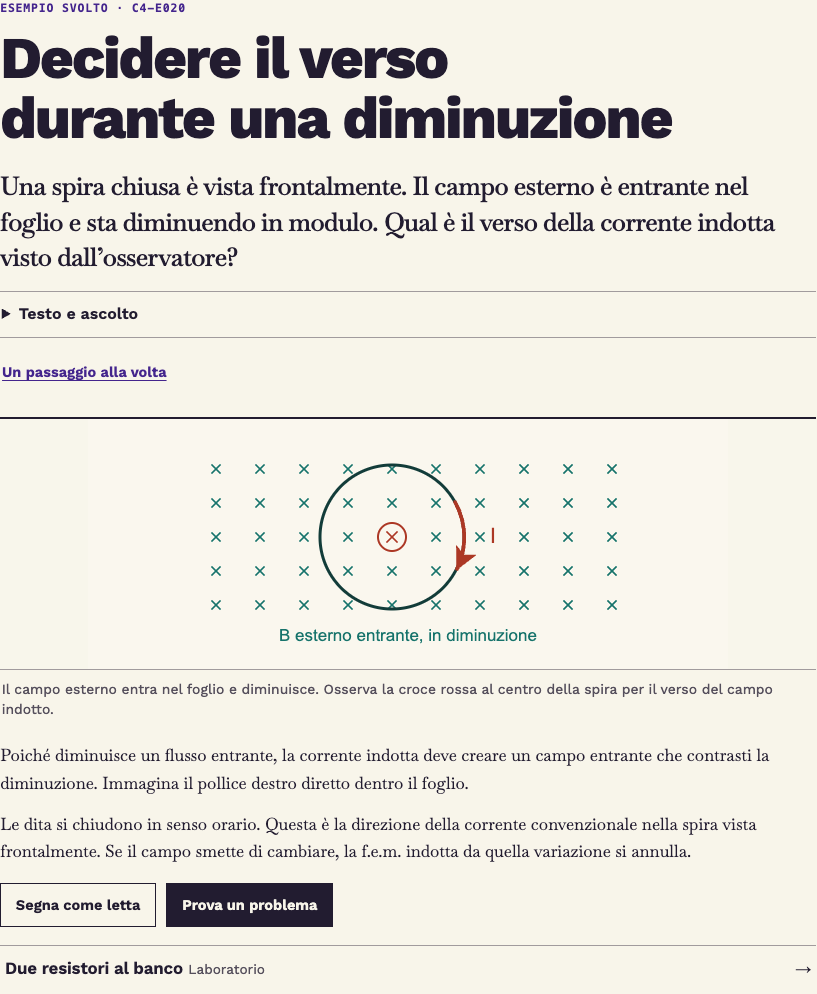 ESEMPIO SVOLTO · C4–E020
Decidere il verso
durante una diminuzione
Una spira chiusa è vista frontalmente. Il campo esterno è entrante nel
foglio e sta diminuendo in modulo. Qual è il verso della corrente indotta
visto dall’osservatore?
Testo e ascolto
Un passaggio alla volta
I
B esterno entrante, in diminuzione
Il campo esterno entra nel foglio e diminuisce. Osserva la croce rossa al centro della spira per il verso del campo
indotto.
Poiché diminuisce un flusso entrante, la corrente indotta deve creare un campo entrante che contrasti la
diminuzione. Immagina il pollice destro diretto dentro il foglio.
Le dita si chiudono in senso orario. Questa è la direzione della corrente convenzionale nella spira vista
frontalmente. Se il campo smette di cambiare, la f.e.m. indotta da quella variazione si annulla.
Segna come letta
Prova un problema
Due resistori al banco Laboratorio →